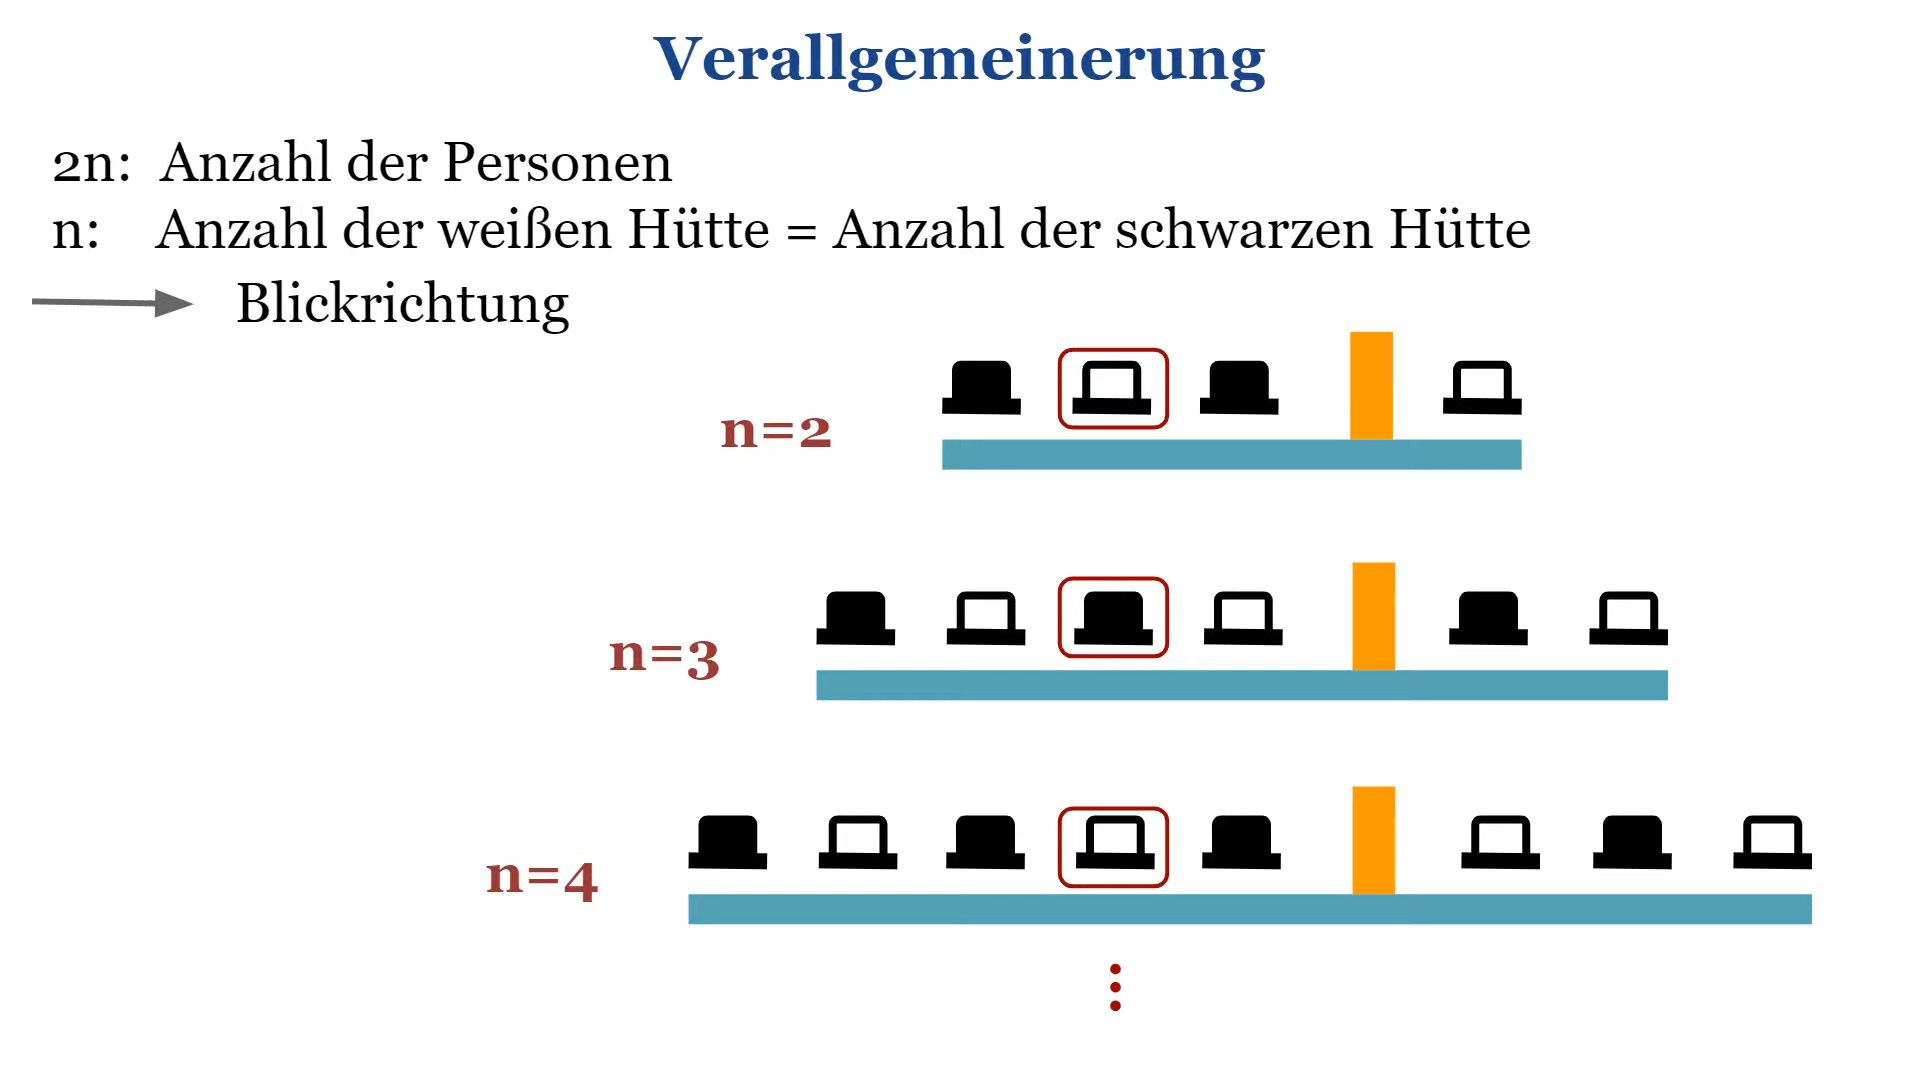 Verallgemeinerung
2n: Anzahl der Personen
n: Anzahl der weißen Hütte = Anzahl der schwarzen Hütte
Blickrichtung
n=2
n=3
n=4